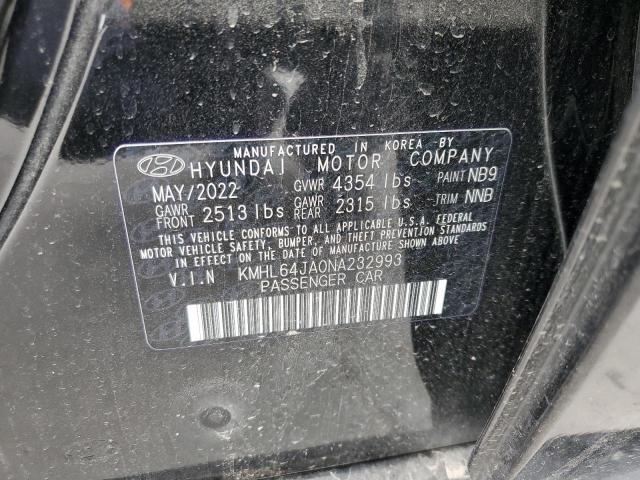 MANUFACTURED IN KOREA BY
HYUNDAI MOTOR COMPANY
MAY/2022 GVWR 4354 lbs PAINT NB9
GAWR FRONT 2513 lbs GAWR REAR 2315 lbs TRIM NNB
THIS VEHICLE CONFORMS TO ALL APPLICABLE U.S.A. FEDERAL
MOTOR VEHICLE SAFETY, BUMPER, AND THEFT PREVENTION STANDARDS
IN EFFECT ON THE DATE OF MANUFACTURE SHOWN ABOVE.
V.I.N KMHL64JA0NA232993
PASSENGER CAR